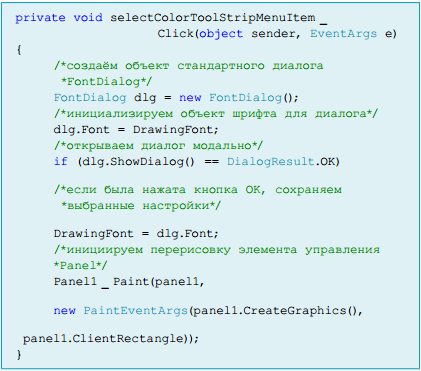 private void selectColorToolStripMenuItem _
Click(object sender, EventArgs e)
{
/*создаём объект стандартного диалога
*FontDialog*/
FontDialog dlg = new FontDialog();
/*инициализируем объект шрифта для диалога*/
dlg.Font = DrawingFont;
/*открываем диалог модально*/
if (dlg.ShowDialog() == DialogResult.OK)
/*если была нажата кнопка OK, сохраняем
*выбранные настройки*/
DrawingFont = dlg.Font;
/*инициируем перерисовку элемента управления
*Panel*/
Panel1 _ Paint(panel1,
new PaintEventArgs(panel1.CreateGraphics(),
panel1.ClientRectangle));
}